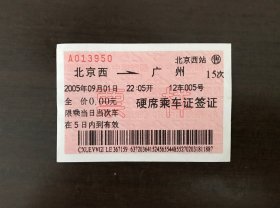 A013950 北京西站 售
北京西 → 广州 15次
2005年09月01日 22:05开 12车005号
全价0.00元 硬席乘车证签证
限乘当日当次车
在5日内到有效